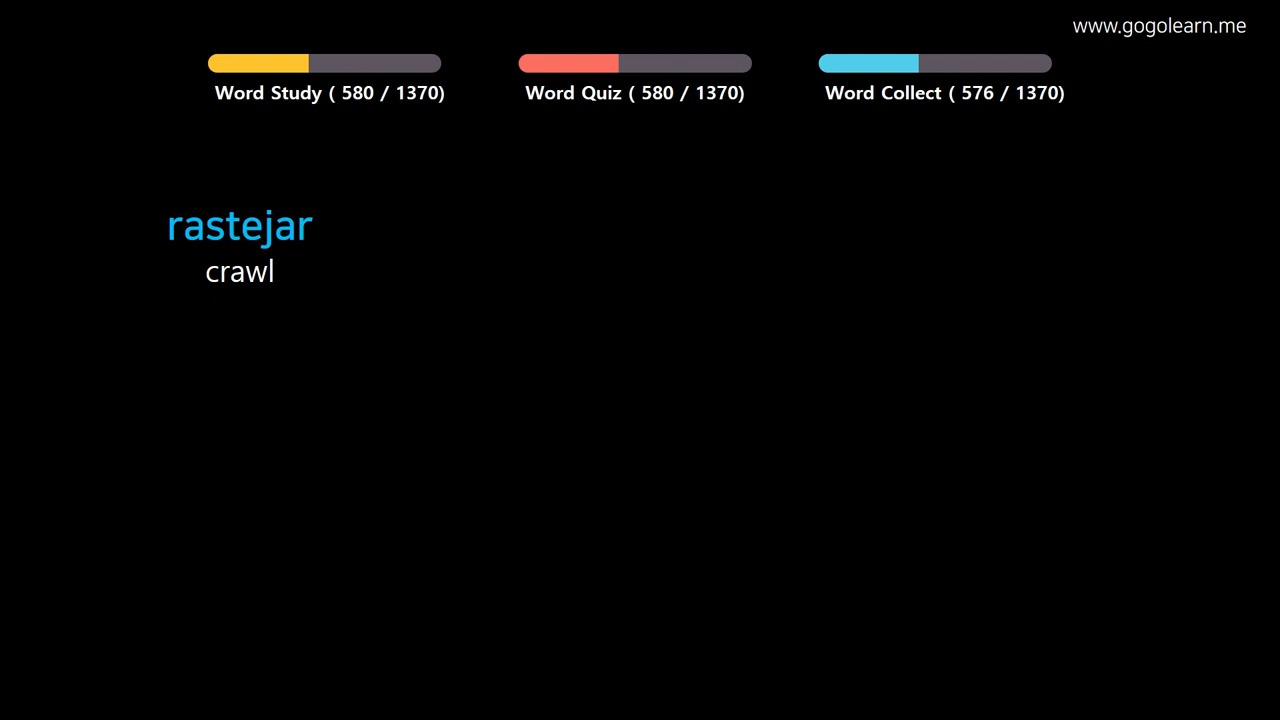 www.gogolearn.me
Word Study ( 580 / 1370)
Word Quiz ( 580 / 1370)
Word Collect ( 576 / 1370)
rastejar
crawl